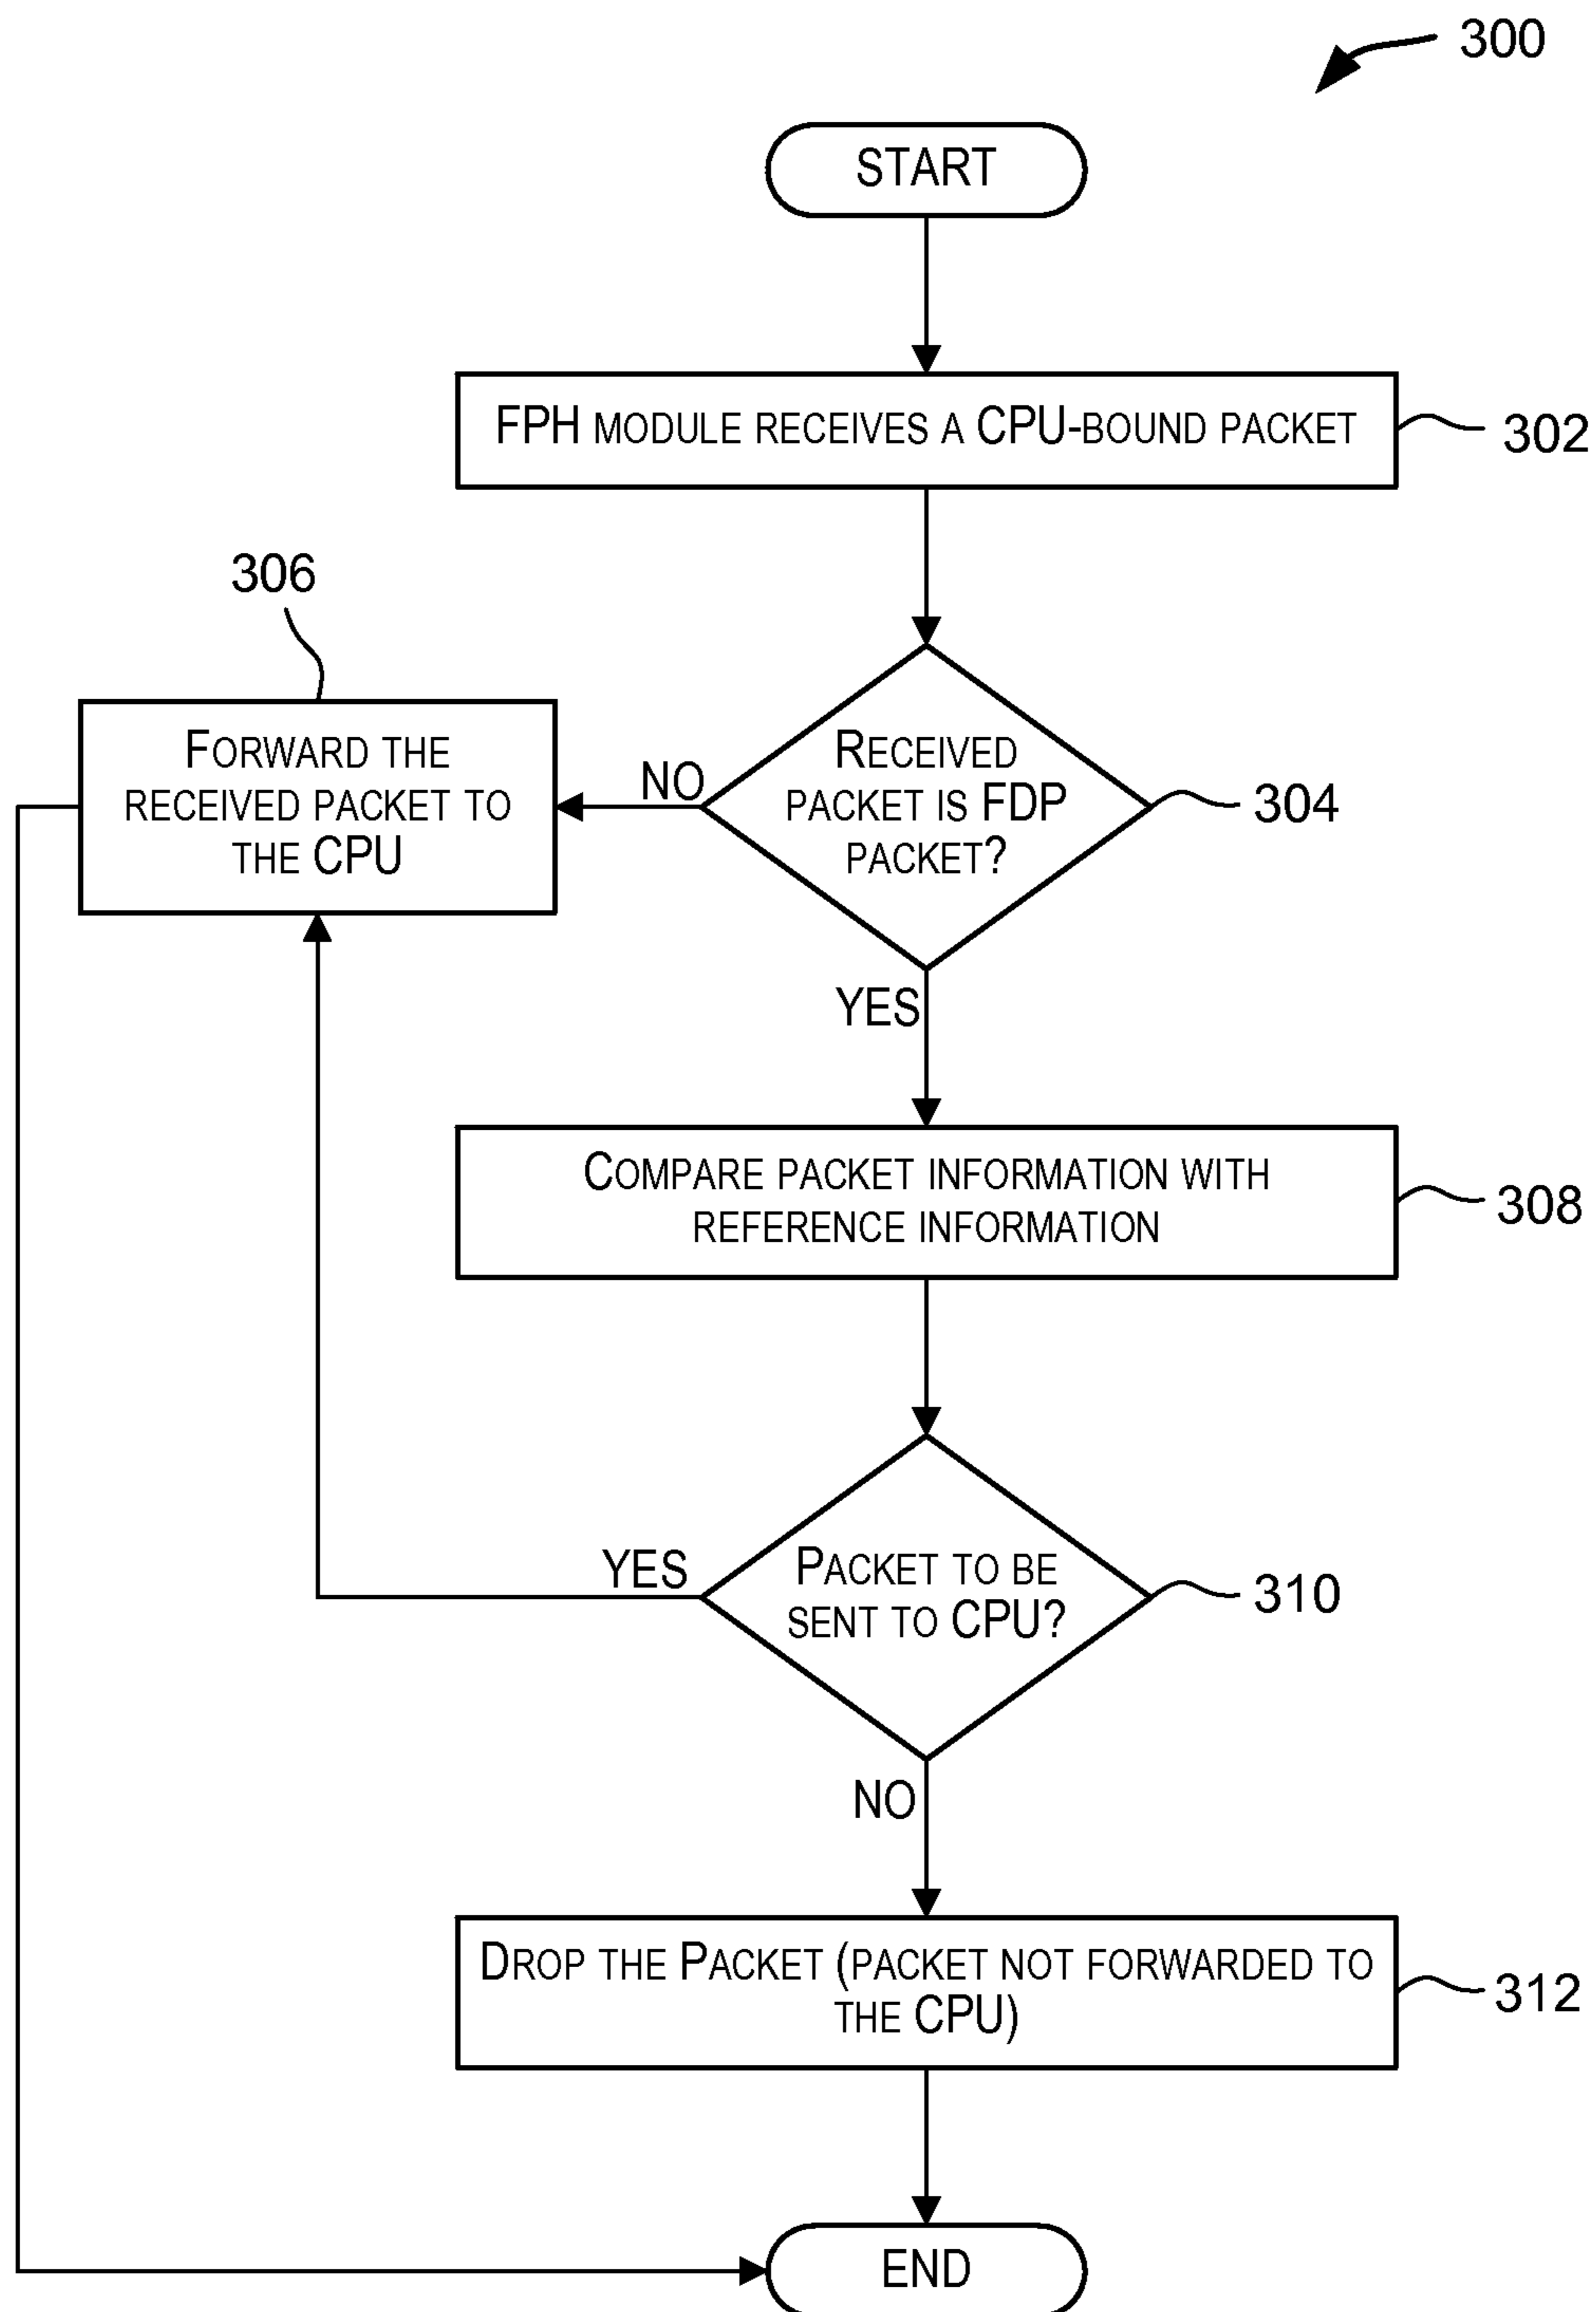 300
START
FPH MODULE RECEIVES A CPU-BOUND PACKET
302
306
FORWARD THE
RECEIVED PACKET TO
THE CPU
NO
RECEIVED
PACKET IS FDP
PACKET?
304
YES
COMPARE PACKET INFORMATION WITH
REFERENCE INFORMATION
308
YES
PACKET TO BE
SENT TO CPU?
310
NO
DROP THE PACKET (PACKET NOT FORWARDED TO
THE CPU)
312
END